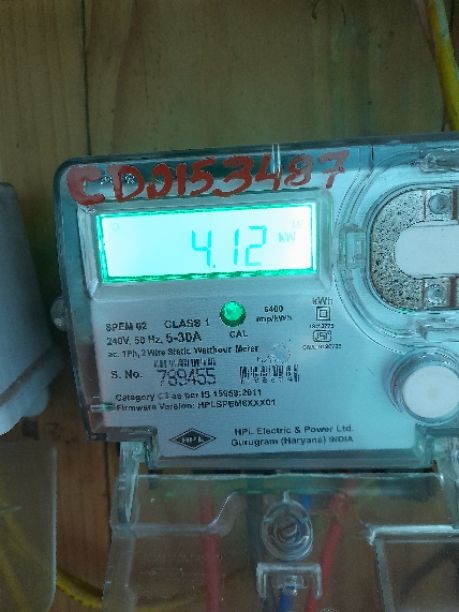 CD0153487
4.12 kW
kWh
SPEM 02 CLASS 1
6400
imp/kWh
240V, 50 Hz, 5-30A
CAL
ac. 1Ph, 2Wire Static Watthour Meter
S. No. 789455
Category C1 as per IS 15959:2011
Firmware Version: HPLSPEM6XXX01
HPL
HPL Electric & Power Ltd.
Gurugram (Haryana) INDIA